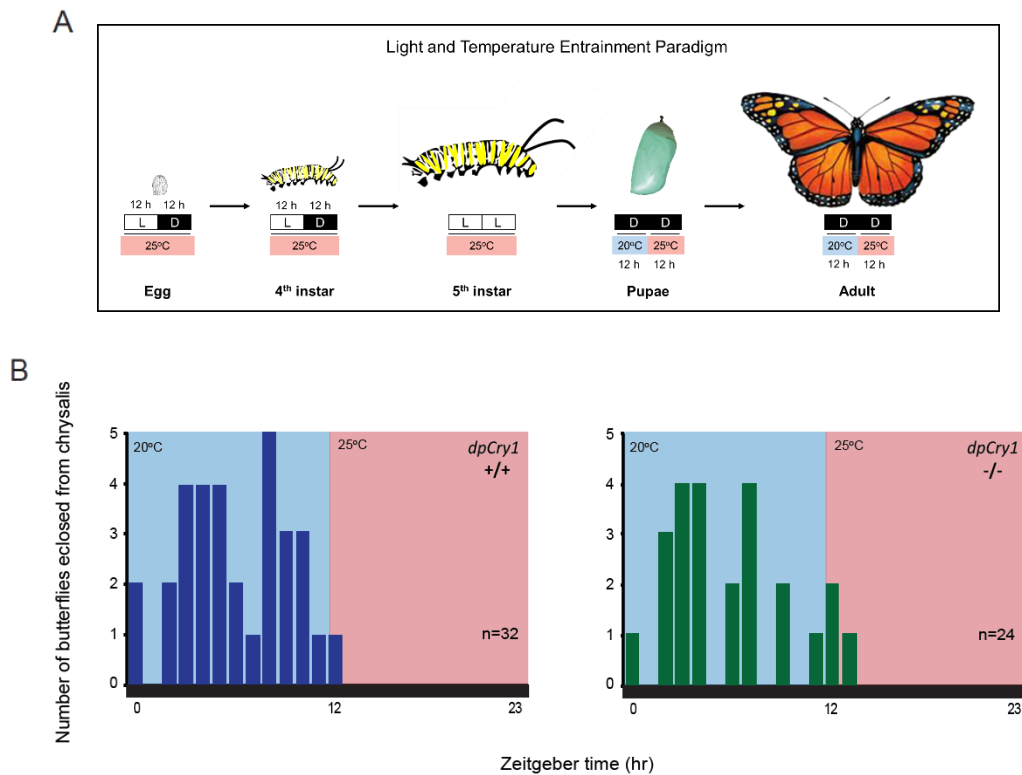 A
Light and Temperature Entrainment Paradigm
12 h 12 h
L D
25°C
Egg
12 h 12 h
L D
25°C
4th instar
L L
25°C
5th instar
D D
20°C 25°C
12 h 12 h
Pupae
D D
20°C 25°C
12 h 12 h
Adult
B
Number of butterflies eclosed from chrysalis
5
4
3
2
1
0
20°C
25°C
dpCry1
+/+
n=32
0 12 23
5
4
3
2
1
0
20°C
25°C
dpCry1
-/-
n=24
0 12 23
Zeitgeber time (hr)